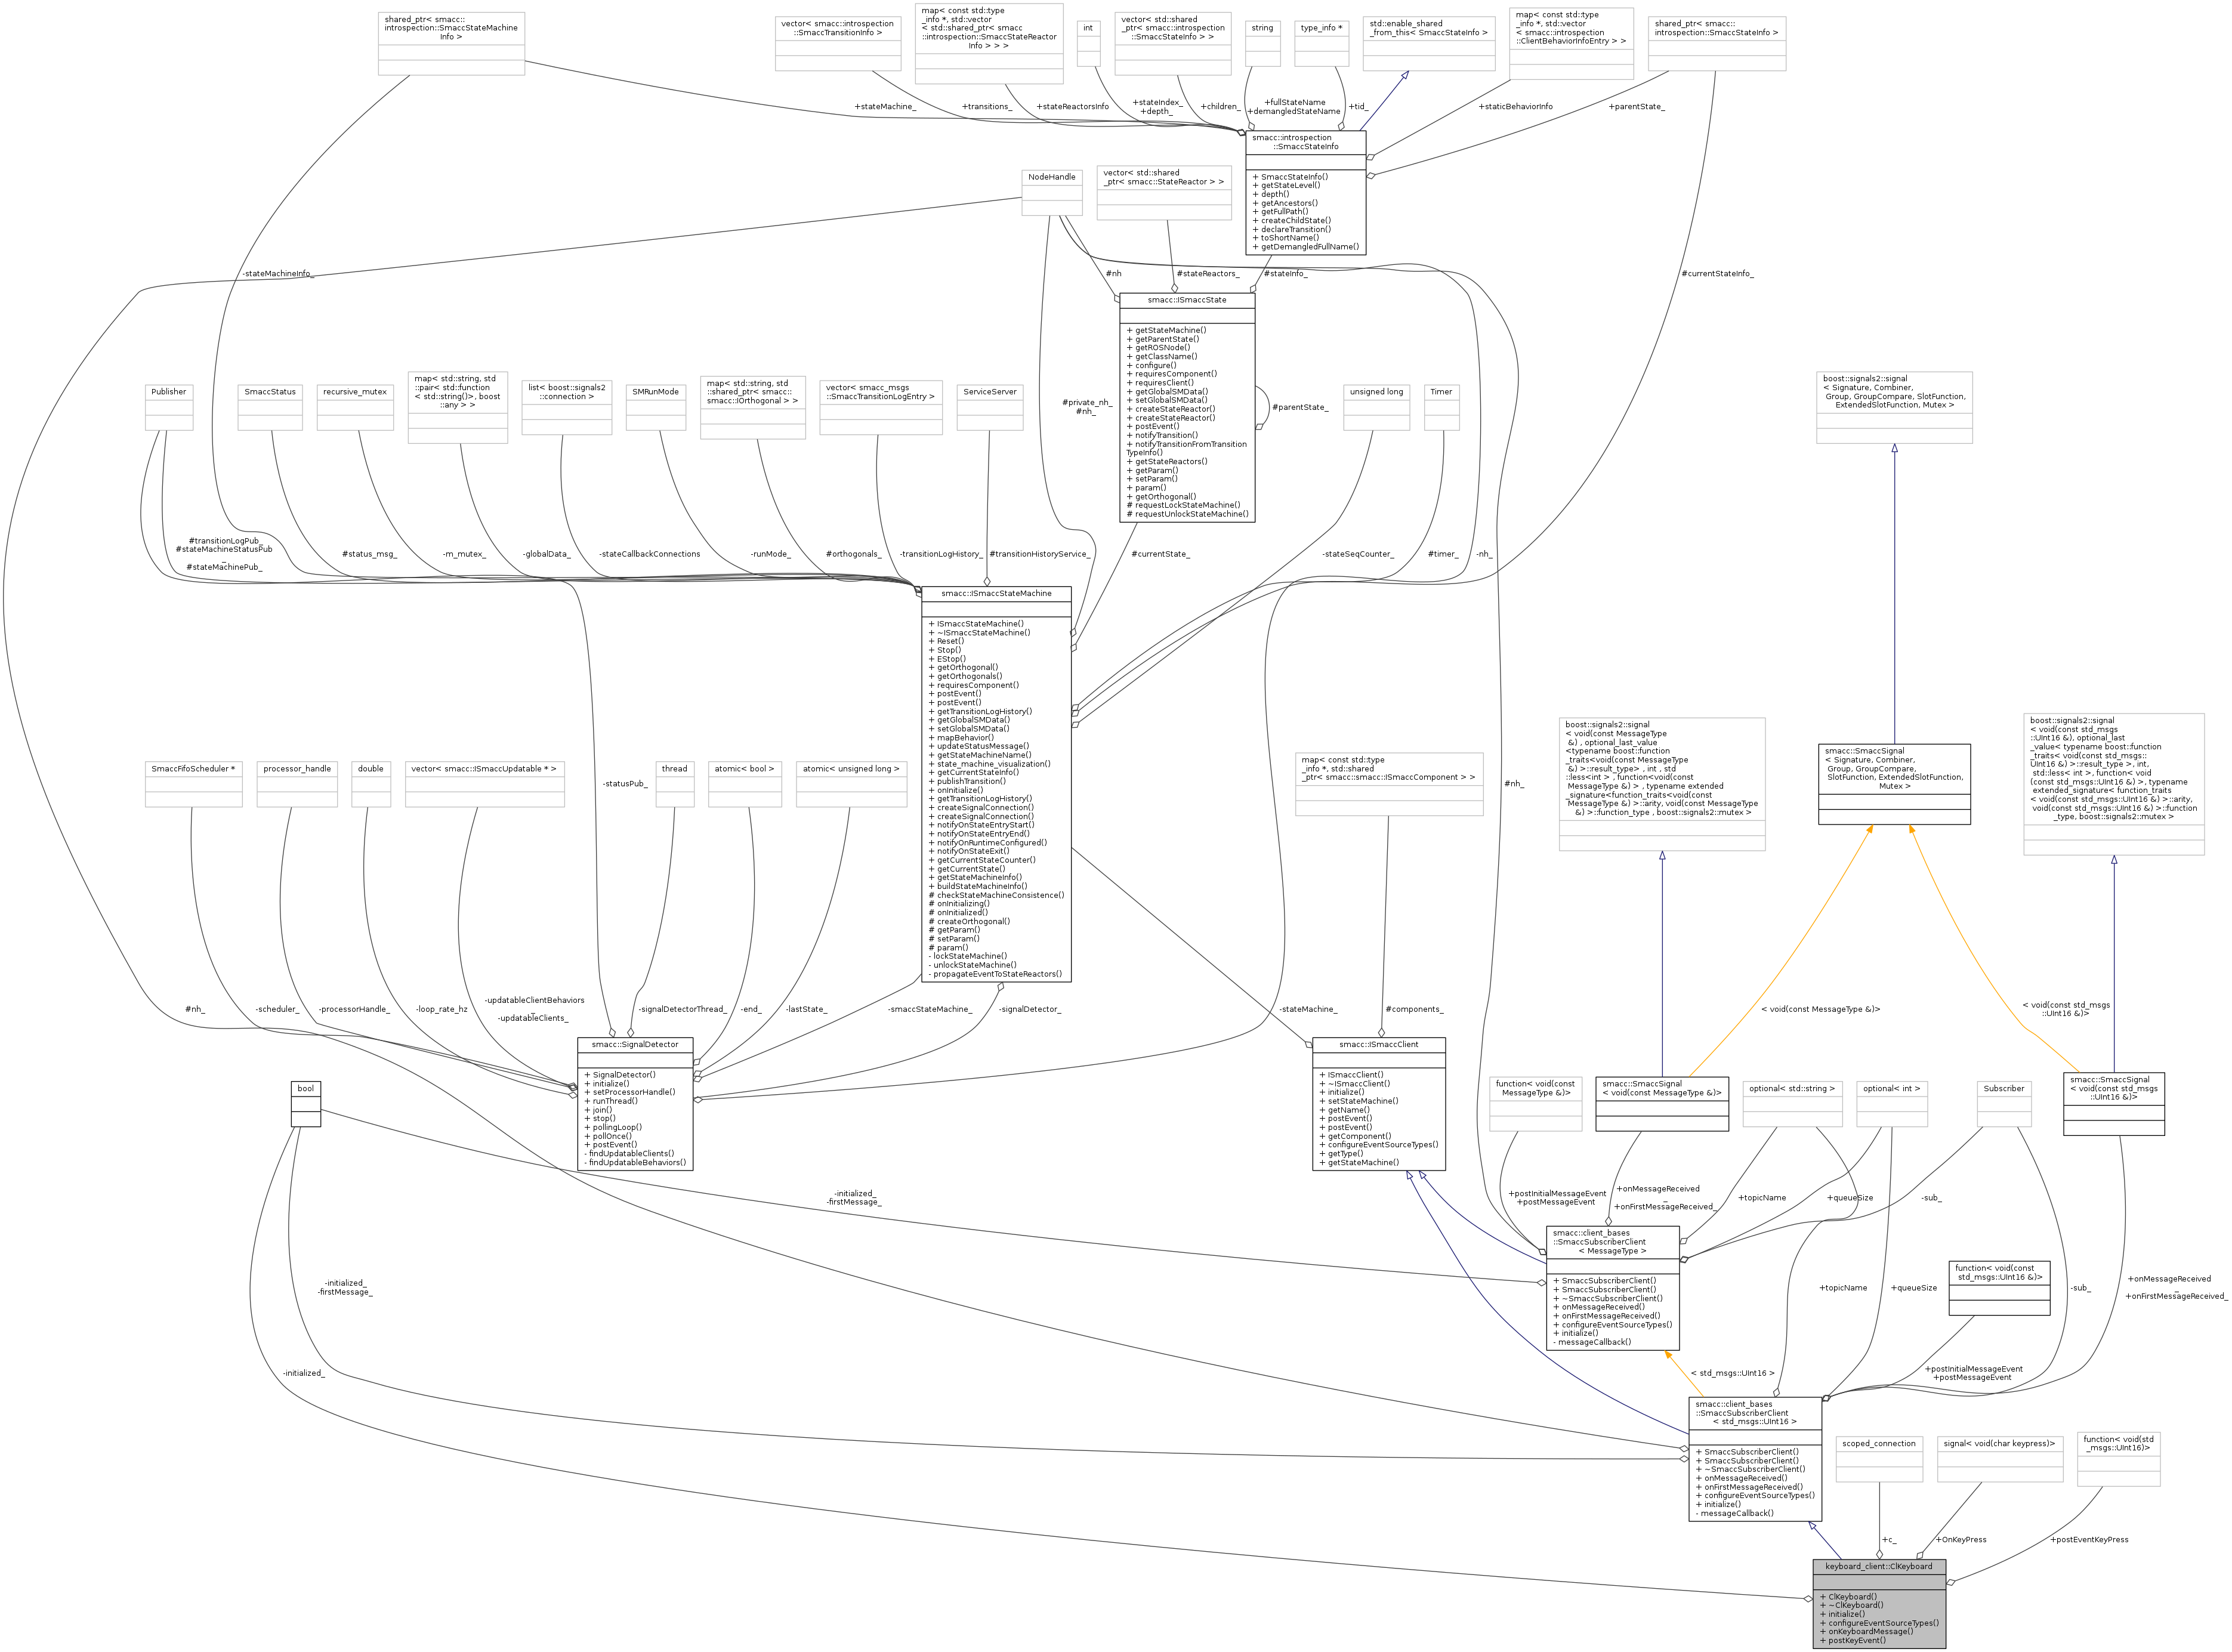 shared_ptr< smacc::
introspection::SmaccStateMachine
Info >
vector< smacc::introspection
::SmaccTransitionInfo >
map< const std::type
_info *, std::vector
< std::shared_ptr< smacc
::introspection::SmaccStateReactor
Info > > >
int
vector< std::shared
_ptr< smacc::introspection
::SmaccStateInfo > >
string
type_info *
std::enable_shared
_from_this< SmaccStateInfo >
map< const std::type
_info *, std::vector
< smacc::introspection
::ClientBehaviorInfoEntry > >
shared_ptr< smacc::
introspection::SmaccStateInfo >
+stateMachine_
+transitions_
+stateReactorsInfo
+stateIndex_
+depth_
+children_
+fullStateName
+demangledStateName
+tid_
+staticBehaviorInfo
+parentState_
smacc::introspection
::SmaccStateInfo
+ SmaccStateInfo()
+ getStateLevel()
+ depth()
+ getAncestors()
+ getFullPath()
+ createChildState()
+ declareTransition()
+ toShortName()
+ getDemangledFullName()
NodeHandle
vector< std::shared
_ptr< smacc::StateReactor > >
-stateMachineInfo_
#nh
#stateReactors_
#stateInfo_
#currentStateInfo_
smacc::ISmaccState
+ getStateMachine()
+ getParentState()
+ getROSNode()
+ getClassName()
+ configure()
+ requiresComponent()
+ requiresClient()
+ getGlobalSMData()
+ setGlobalSMData()
+ createStateReactor()
+ createStateReactor()
+ postEvent()
+ notifyTransition()
+ notifyTransitionFromTransition
TypeInfo()
+ getStateReactors()
+ getParam()
+ setParam()
+ param()
+ getOrthogonal()
# requestLockStateMachine()
# requestUnlockStateMachine()
#parentState_
Publisher
SmaccStatus
recursive_mutex
map< std::string, std
::pair< std::function
< std::string()>, boost
::any > >
list< boost::signals2
::connection >
SMRunMode
map< std::string, std
::shared_ptr< smacc::
smacc::IOrthogonal > >
vector< smacc_msgs
::SmaccTransitionLogEntry >
ServiceServer
#private_nh_
#nh_
unsigned long
Timer
boost::signals2::signal
< Signature, Combiner,
Group, GroupCompare, SlotFunction,
ExtendedSlotFunction, Mutex >
#transitionLogPub_
#stateMachineStatusPub
_
#stateMachinePub_
#status_msg_
-m_mutex_
-globalData_
-stateCallbackConnections
-runMode_
#orthogonals_
-transitionLogHistory_
#transitionHistoryService_
#currentState_
-stateSeqCounter_
#timer_
-nh_
smacc::ISmaccStateMachine
+ ISmaccStateMachine()
+ ~ISmaccStateMachine()
+ Reset()
+ Stop()
+ EStop()
+ getOrthogonal()
+ getOrthogonals()
+ requiresComponent()
+ postEvent()
+ postEvent()
+ getTransitionLogHistory()
+ getGlobalSMData()
+ setGlobalSMData()
+ mapBehavior()
+ updateStatusMessage()
+ getStateMachineName()
+ state_machine_visualization()
+ getCurrentStateInfo()
+ publishTransition()
+ onInitialize()
+ getTransitionLogHistory()
+ createSignalConnection()
+ createSignalConnection()
+ notifyOnStateEntryStart()
+ notifyOnStateEntryEnd()
+ notifyOnRuntimeConfigured()
+ notifyOnStateExit()
+ getCurrentStateCounter()
+ getCurrentState()
+ getStateMachineInfo()
+ buildStateMachineInfo()
# checkStateMachineConsistence()
# onInitializing()
# onInitialized()
# createOrthogonal()
# getParam()
# setParam()
# param()
- lockStateMachine()
- unlockStateMachine()
- propagateEventToStateReactors()
SmaccFifoScheduler *
processor_handle
double
vector< smacc::ISmaccUpdatable * >
-statusPub_
thread
atomic< bool >
atomic< unsigned long >
map< const std::type
_info *, std::shared
_ptr< smacc::smacc::ISmaccComponent > >
#nh_
boost::signals2::signal
< void(const MessageType
&) , optional_last_value
<typename boost::function
_traits<void(const MessageType
&) >::result_type> , int , std
::less<int > , function<void(const
MessageType &) > , typename extended
_signature<function_traits<void(const
MessageType &) >::arity, void(const MessageType
&) >::function_type , boost::signals2::mutex >
smacc::SmaccSignal
< Signature, Combiner,
Group, GroupCompare,
SlotFunction, ExtendedSlotFunction,
Mutex >
boost::signals2::signal
< void(const std_msgs
::UInt16 &), optional_last
_value< typename boost::function
_traits< void(const std_msgs::
UInt16 &) >::result_type >, int,
std::less< int >, function< void
(const std_msgs::UInt16 &) >, typename
extended_signature< function_traits
< void(const std_msgs::UInt16 &) >::arity,
void(const std_msgs::UInt16 &) >::function
_type, boost::signals2::mutex >
#nh_
-scheduler_
-processorHandle_
-loop_rate_hz
-updatableClientBehaviors
_
-updatableClients_
-signalDetectorThread_
-end_
-lastState_
-smaccStateMachine_
-signalDetector_
-stateMachine_
#components_
< void(const MessageType &)>
< void(const std_msgs
::UInt16 &)>
smacc::SignalDetector
+ SignalDetector()
+ initialize()
+ setProcessorHandle()
+ runThread()
+ join()
+ stop()
+ pollingLoop()
+ pollOnce()
+ postEvent()
- findUpdatableClients()
- findUpdatableBehaviors()
smacc::ISmaccClient
+ ISmaccClient()
+ ~ISmaccClient()
+ initialize()
+ setStateMachine()
+ getName()
+ postEvent()
+ postEvent()
+ getComponent()
+ configureEventSourceTypes()
+ getType()
+ getStateMachine()
bool
function< void(const
MessageType &)>
smacc::SmaccSignal
< void(const MessageType &)>
optional< std::string >
optional< int >
Subscriber
smacc::SmaccSignal
< void(const std_msgs
::UInt16 &)>
-initialized_
-firstMessage_
+postInitialMessageEvent
+postMessageEvent
+onMessageReceived
_
+onFirstMessageReceived_
+topicName
+queueSize
-sub_
smacc::client_bases
::SmaccSubscriberClient
< MessageType >
+ SmaccSubscriberClient()
+ SmaccSubscriberClient()
+ ~SmaccSubscriberClient()
+ onMessageReceived()
+ onFirstMessageReceived()
+ configureEventSourceTypes()
+ initialize()
- messageCallback()
function< void(const
std_msgs::UInt16 &)>
-initialized_
-firstMessage_
+topicName
+queueSize
-sub_
+onMessageReceived
_
+onFirstMessageReceived_
-initialized_
< std_msgs::UInt16 >
+postInitialMessageEvent
+postMessageEvent
smacc::client_bases
::SmaccSubscriberClient
< std_msgs::UInt16 >
+ SmaccSubscriberClient()
+ SmaccSubscriberClient()
+ ~SmaccSubscriberClient()
+ onMessageReceived()
+ onFirstMessageReceived()
+ configureEventSourceTypes()
+ initialize()
- messageCallback()
scoped_connection
signal< void(char keypress)>
function< void(std
_msgs::UInt16)>
+c_
+OnKeyPress
+postEventKeyPress
keyboard_client::ClKeyboard
+ ClKeyboard()
+ ~ClKeyboard()
+ initialize()
+ configureEventSourceTypes()
+ onKeyboardMessage()
+ postKeyEvent()